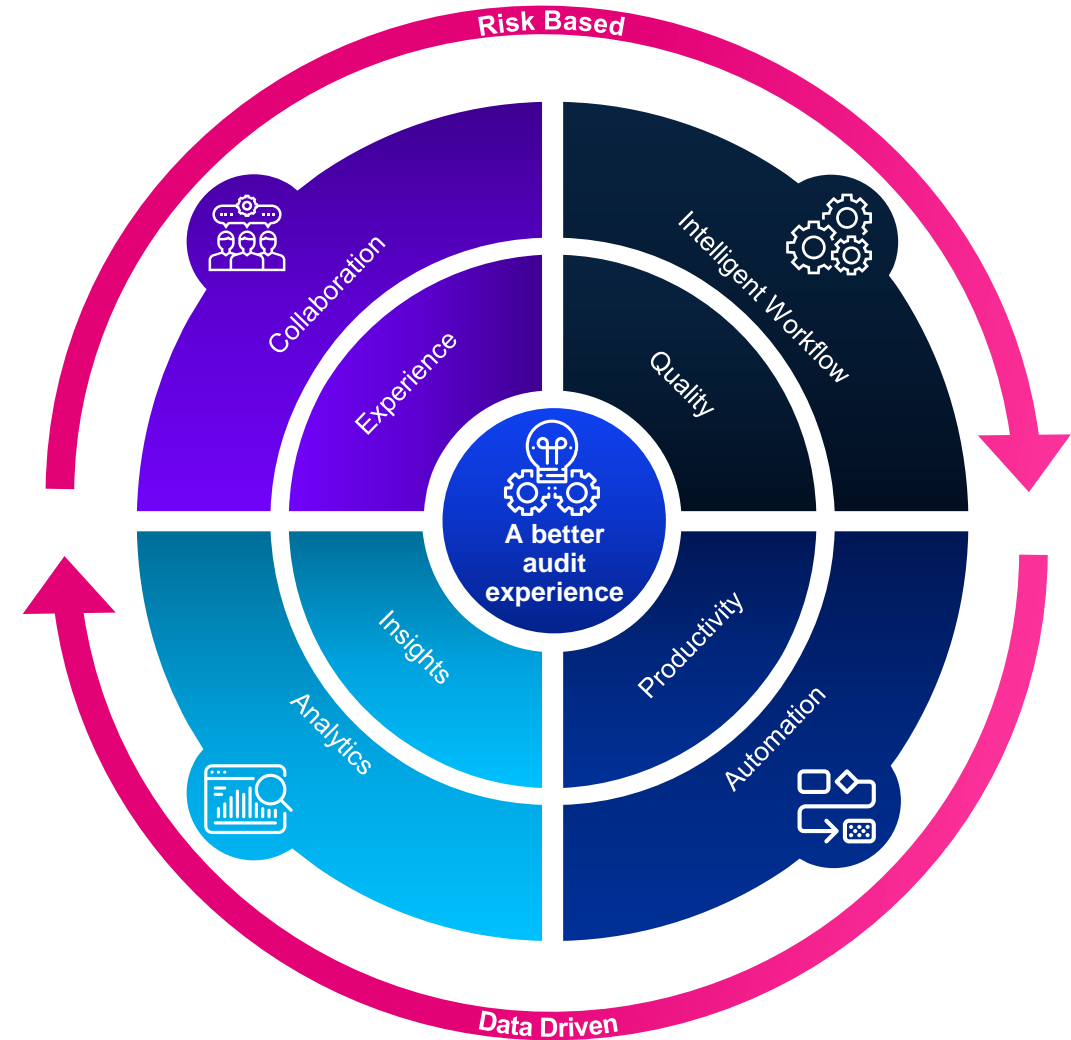 Risk Based
Collaboration
Experience
Intelligent Workflow
Quality
A better
audit
experience
Insights
Analytics
Productivity
Automation
Data Driven